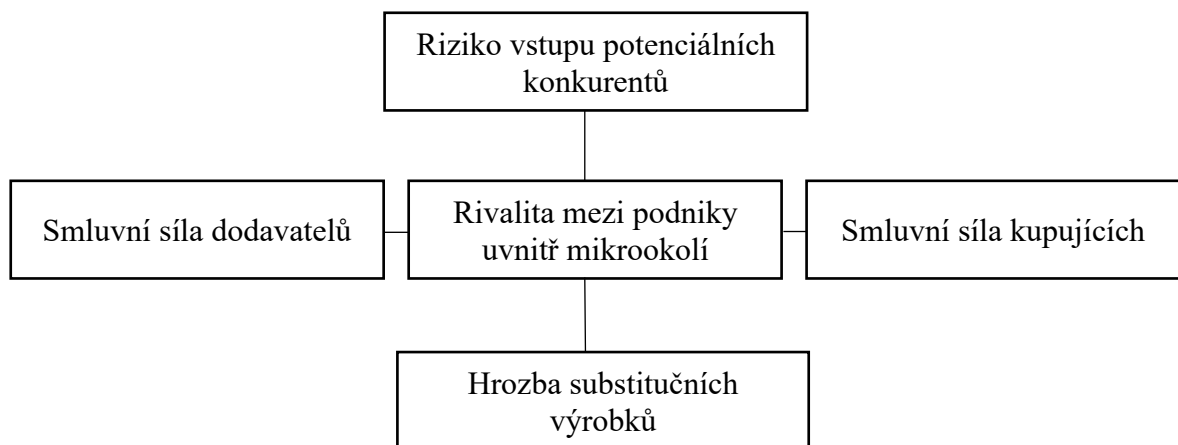 Riziko vstupu potenciálních
konkurentů
Smluvní síla dodavatelů
Rivalita mezi podniky
uvnitř mikrookolí
Smluvní síla kupujících
Hrozba substitučních
výrobků